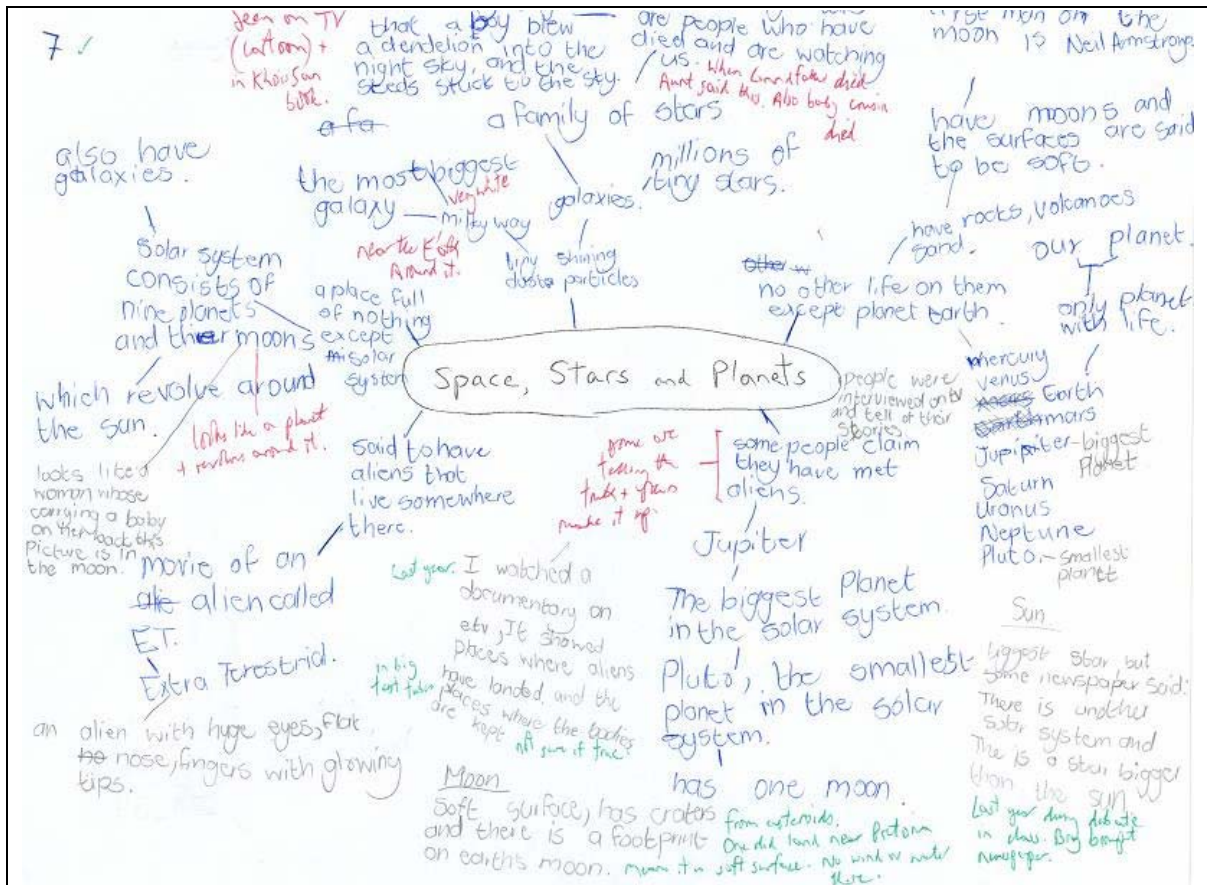 7 ✓
seen on TV
(cartoon) +
in KhoiSan
book.
that a boy blew
a dendelion into the
night sky, and the
seeds stuck to the sky.
are people who have
died and are watching
us.
When Grandfather died
Aunt said this. Also baby cousin
died
moon is Neil Armstrong.
have moons and
the surfaces are said
to be soft.
a fa
a family of stars
millions of
tiny stars.
galaxies.
also have
galaxies.
the most biggest
galaxy
very white
milky way
near the Earth
Around it.
tiny shining
dusts particles
have rocks, volcanoes
sand.
our planet.
only planet
with life.
other w
no other life on them
except planet Earth.
solar system
consists of
nine planets
and their moons
which revolve around
the sun.
looks like a planet
+ revolves around it.
looks like a
woman whose
carrying a baby
on her back this
picture is in
the moon.
a place full
of nothing
except
solar
system
Space, Stars and Planets
people were
interviewed on tv
and tell of their
stories.
mercury
venus
Earth
mars
Jupipiter - biggest
planet
Saturn
Uranus
Neptune
Pluto. - smallest
planet
said to have
aliens that
live somewhere
there.
movie of an
alie alien called
E.T.
Extra Terestrid.
an alien with huge eyes, flat
nose, fingers with glowing
tips.
some are
telling the
truth + others
make it up.
some people claim
they have met
aliens.
Last year. I watched a
documentary on
etv, It showed
places where aliens
have landed and the
places where the bodies
are kept
in big
test tubes
not sure if true.
Jupiter
The biggest Planet
in the solar system.
Pluto, the smallest
planet in the solar
system.
has one moon.
Moon
soft surface, has craters
and there is a footprint
on earths moon.
from asteroids.
One did land near Pretoria
soft surface. No wind or water
there.
Sun
biggest star but
some newspaper said:
There is another
solar system and
The is a star bigger
than the sun
Last year during debate
in class. Boy brought
newspaper.